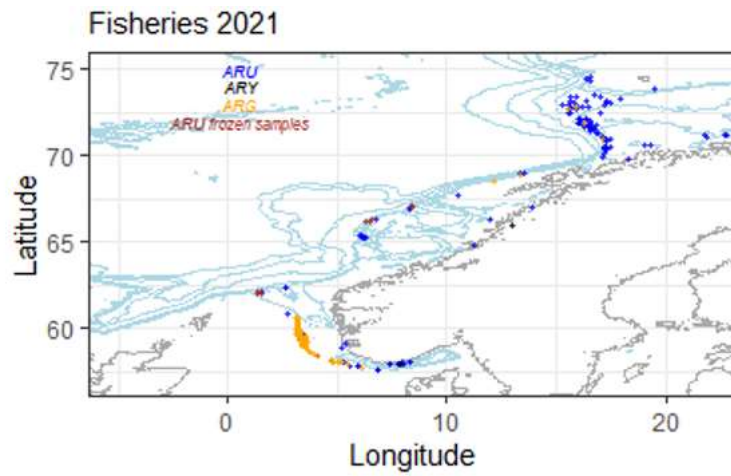 Fisheries 2021
75
ARU
ARY
ARG
ARU frozen samples
70
Latitude
65
60
0
10
20
Longitude